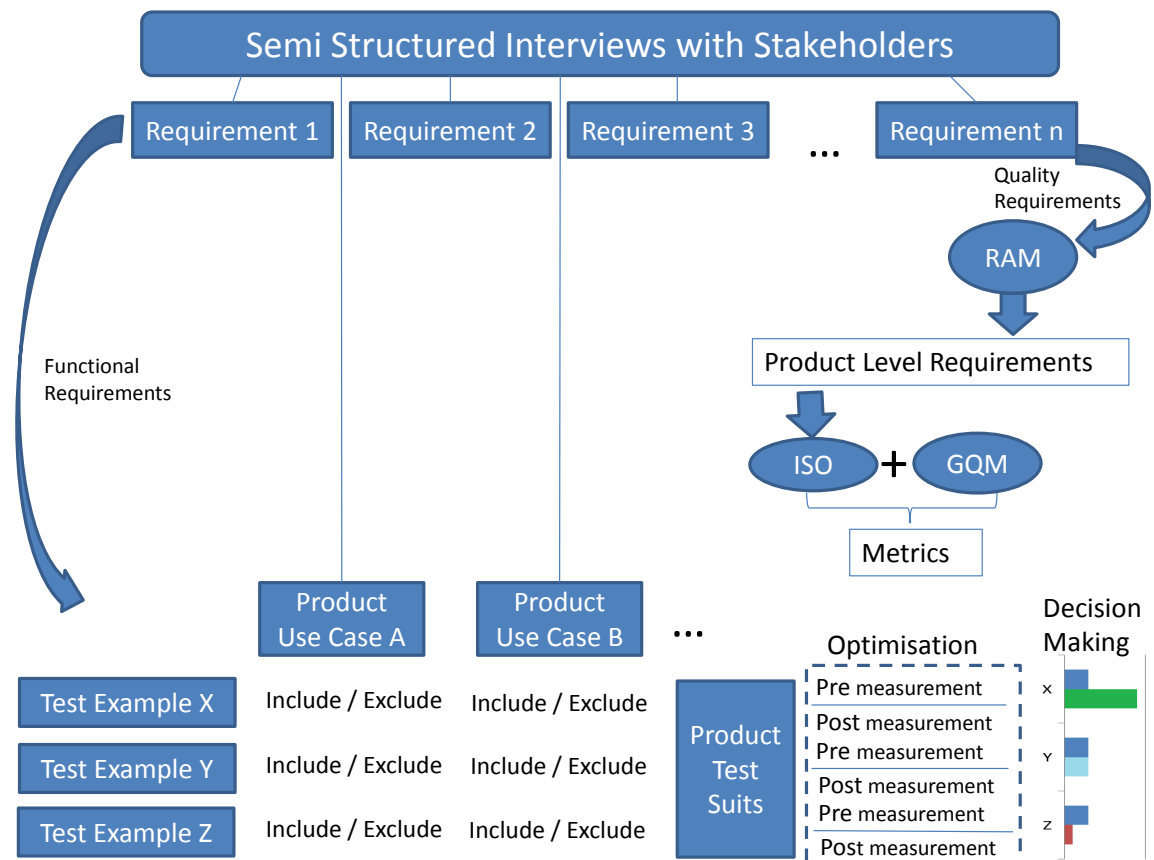 Semi Structured Interviews with Stakeholders
Requirement 1
Requirement 2
Requirement 3
...
Requirement n
Quality
Requirements
RAM
Functional
Requirements
Product Level Requirements
ISO
+
GQM
Metrics
Product
Use Case A
Product
Use Case B
...
Optimisation
Decision
Making
Test Example X
Include / Exclude
Include / Exclude
Test Example Y
Include / Exclude
Include / Exclude
Test Example Z
Include / Exclude
Include / Exclude
Product
Test
Suits
Pre measurement
Post measurement
Pre measurement
Post measurement
Pre measurement
Post measurement
X
Y
Z